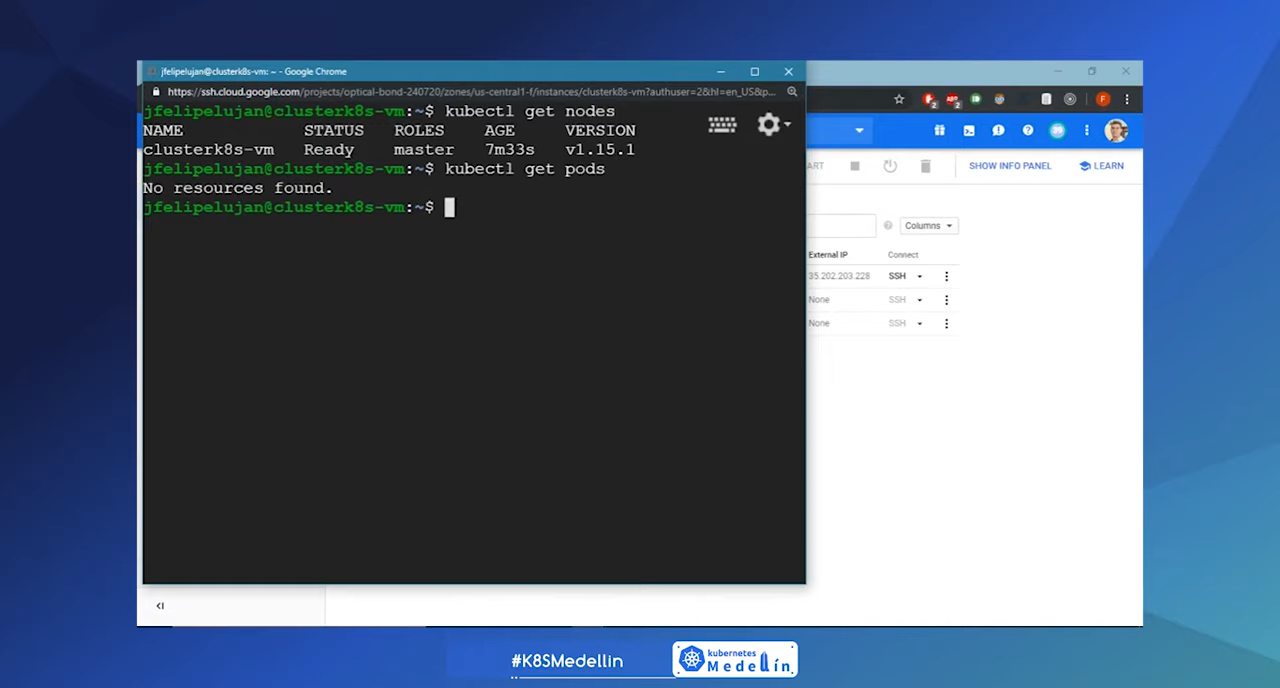 jfelipelujan@clusterk8s-vm: ~ - Google Chrome
https://ssh.cloud.google.com/projects/optical-bond-240720/zones/us-central1-f/instances/clusterk8s-vm?authuser=2&hl=en_US&p...
jfelipelujan@clusterk8s-vm:~$ kubectl get nodes
NAME STATUS ROLES AGE VERSION
clusterk8s-vm Ready master 7m33s v1.15.1
jfelipelujan@clusterk8s-vm:~$ kubectl get pods
No resources found.
jfelipelujan@clusterk8s-vm:~$
ART SHOW INFO PANEL LEARN
Columns
External IP Connect
35.202.203.228 SSH
None SSH
None SSH
#K8SMedellin
kubernetes
Medellín